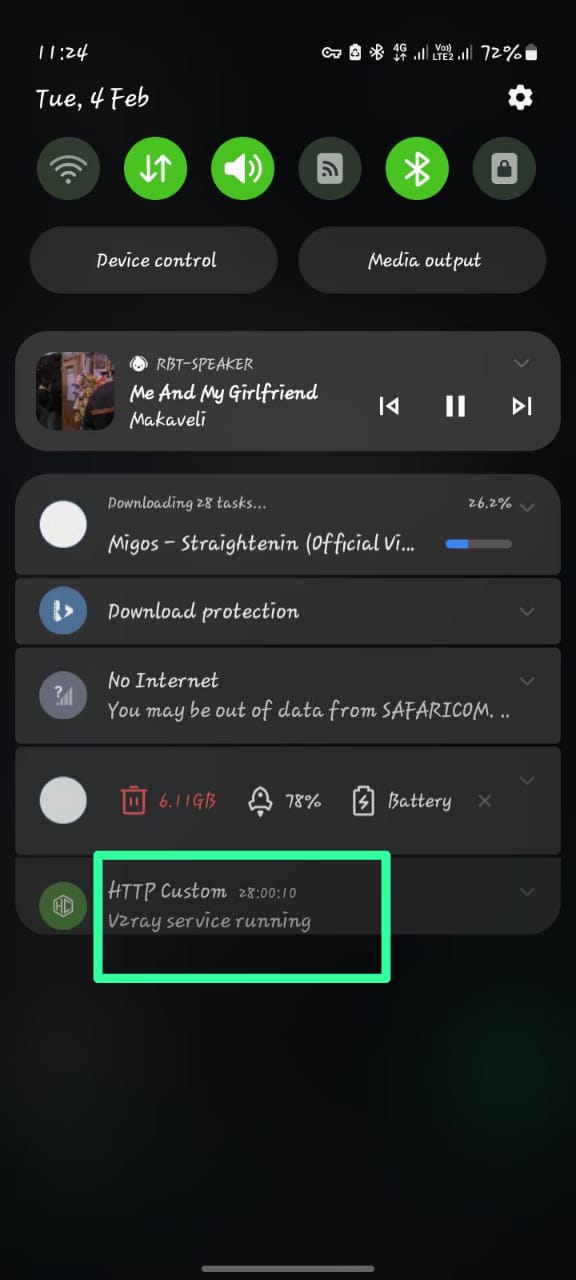 11:24
4G
Vo))
LTE2
72%
Tue, 4 Feb
Device control
Media output
RBT-SPEAKER
Me And My Girlfriend
Makaveli
Downloading 28 tasks...
26.2%
Migos - Straightenin (Official Vi...
Download protection
No Internet
You may be out of data from SAFARICOM. ..
6.11GB
78%
Battery
HTTP Custom 28:00:10
HC
V2ray service running